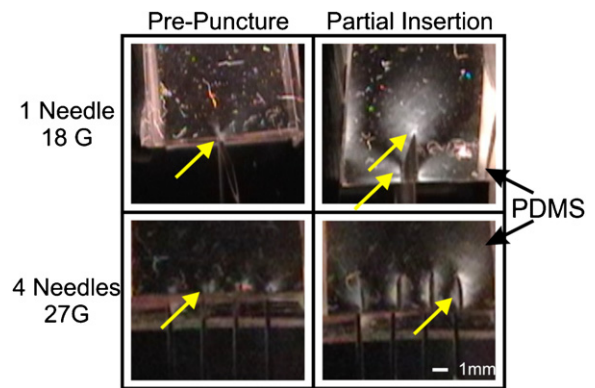 Pre-Puncture
Partial Insertion
1 Needle
18 G
PDMS
4 Needles
27G
1mm